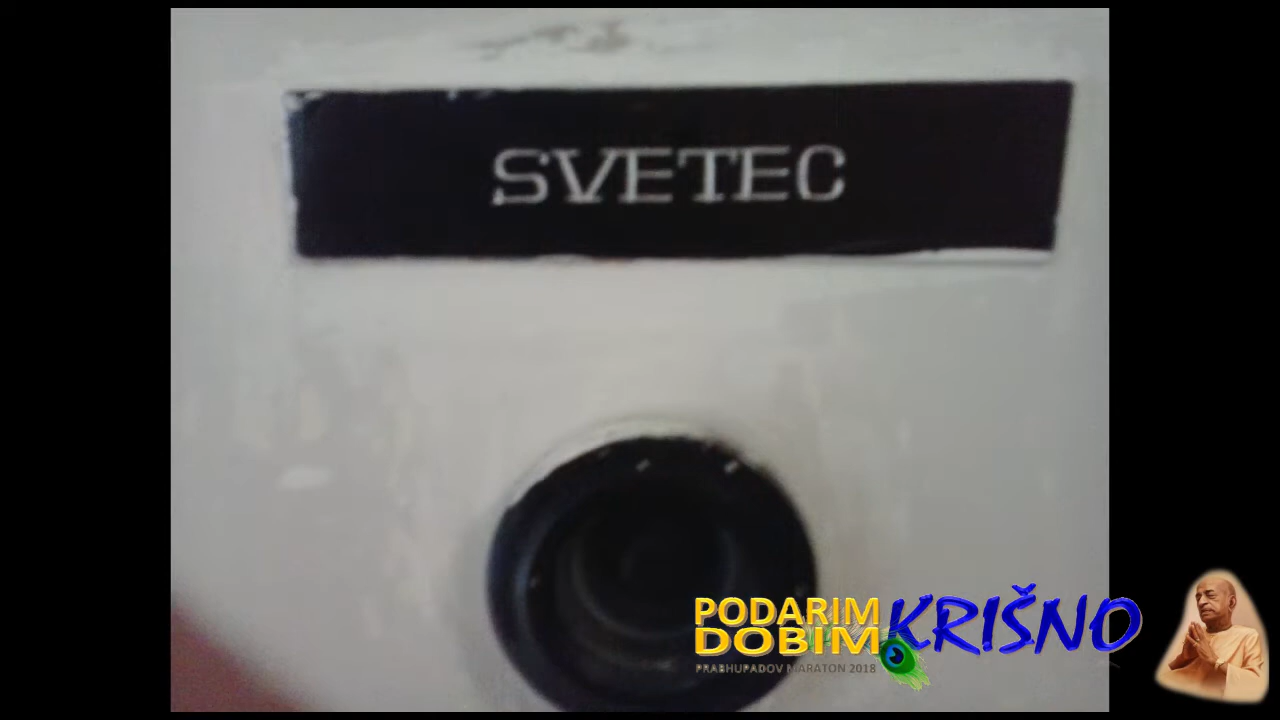 SVETEC
PODARIM
DOBIM
KRIŠNO
PRABHUPADOV MARATON 2018